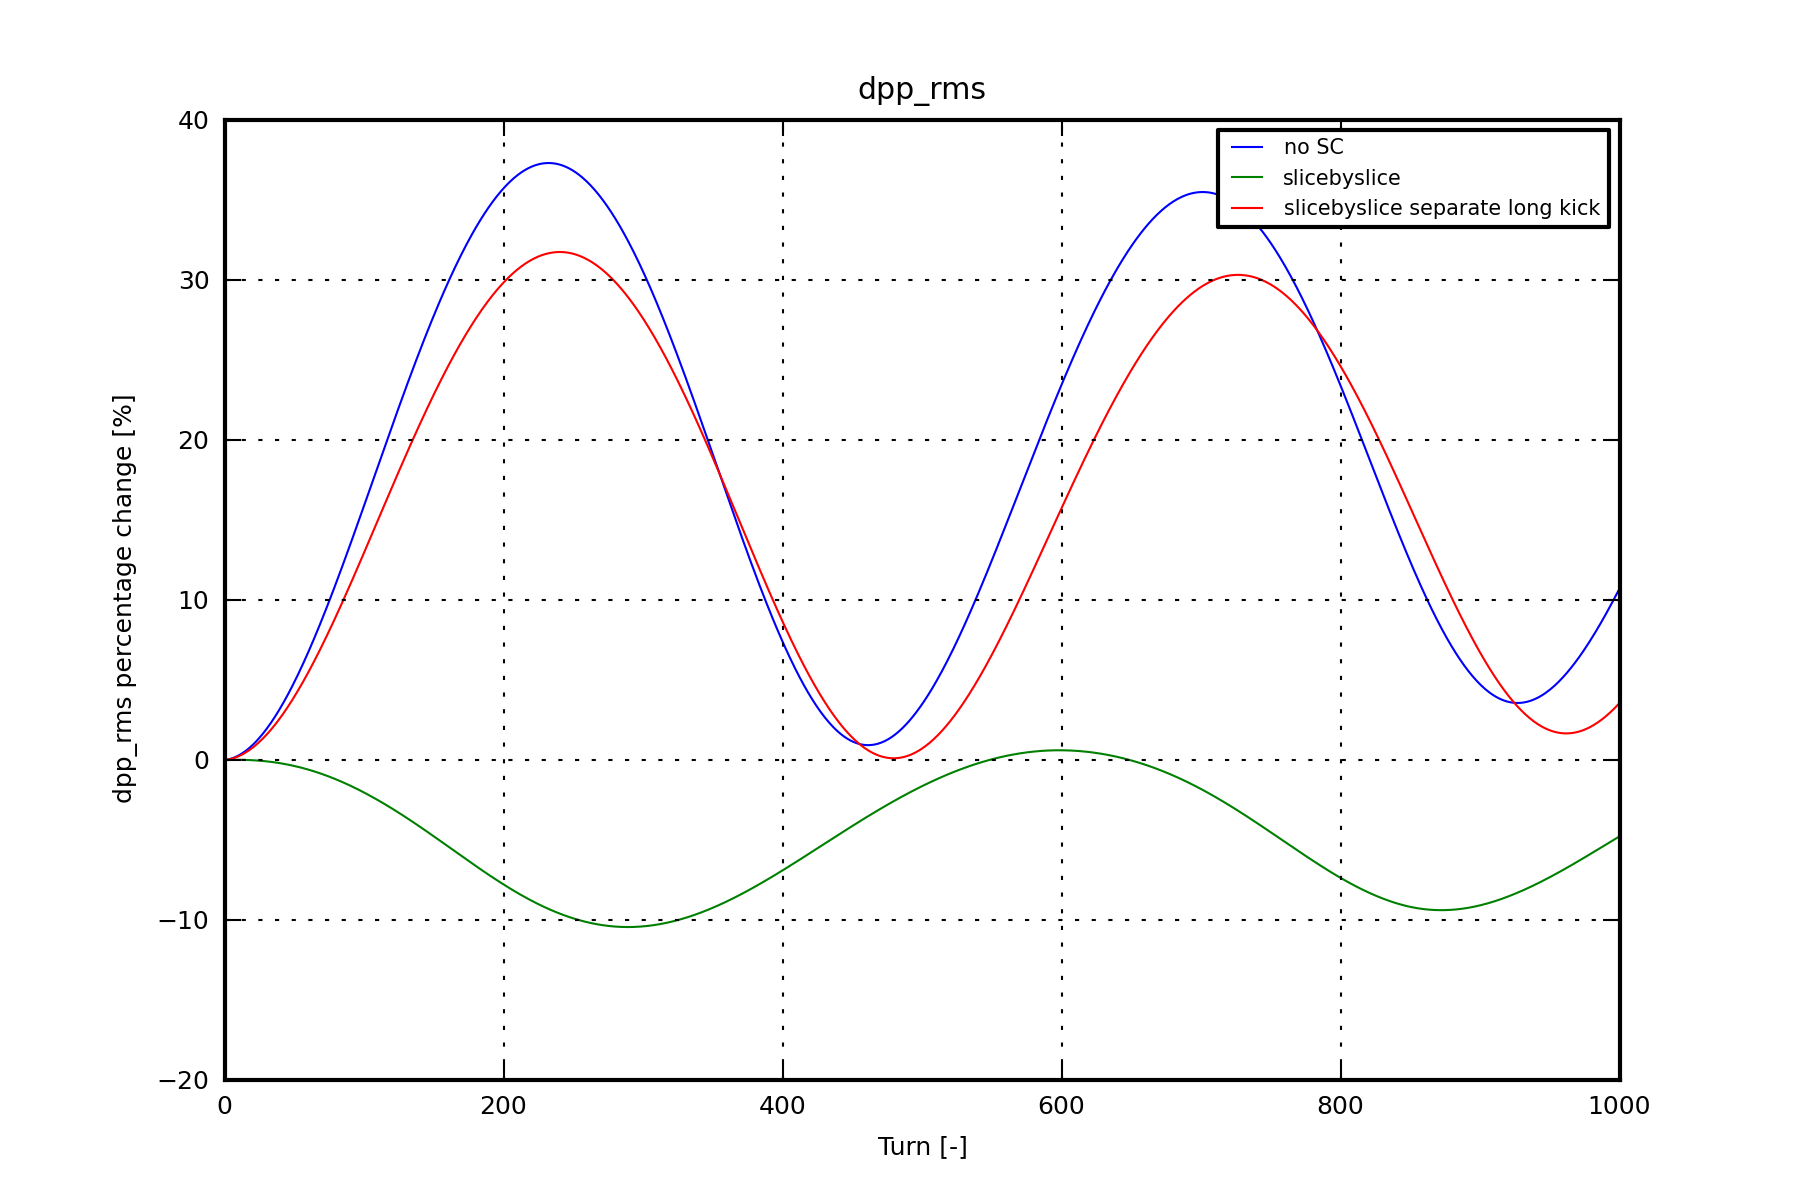 dpp_rms
40
30
20
10
0
−10
−20
dpp_rms percentage change [%]
no SC
slicebyslice
slicebyslice separate long kick
0 200 400 600 800 1000
Turn [-]